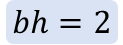 bh = 2